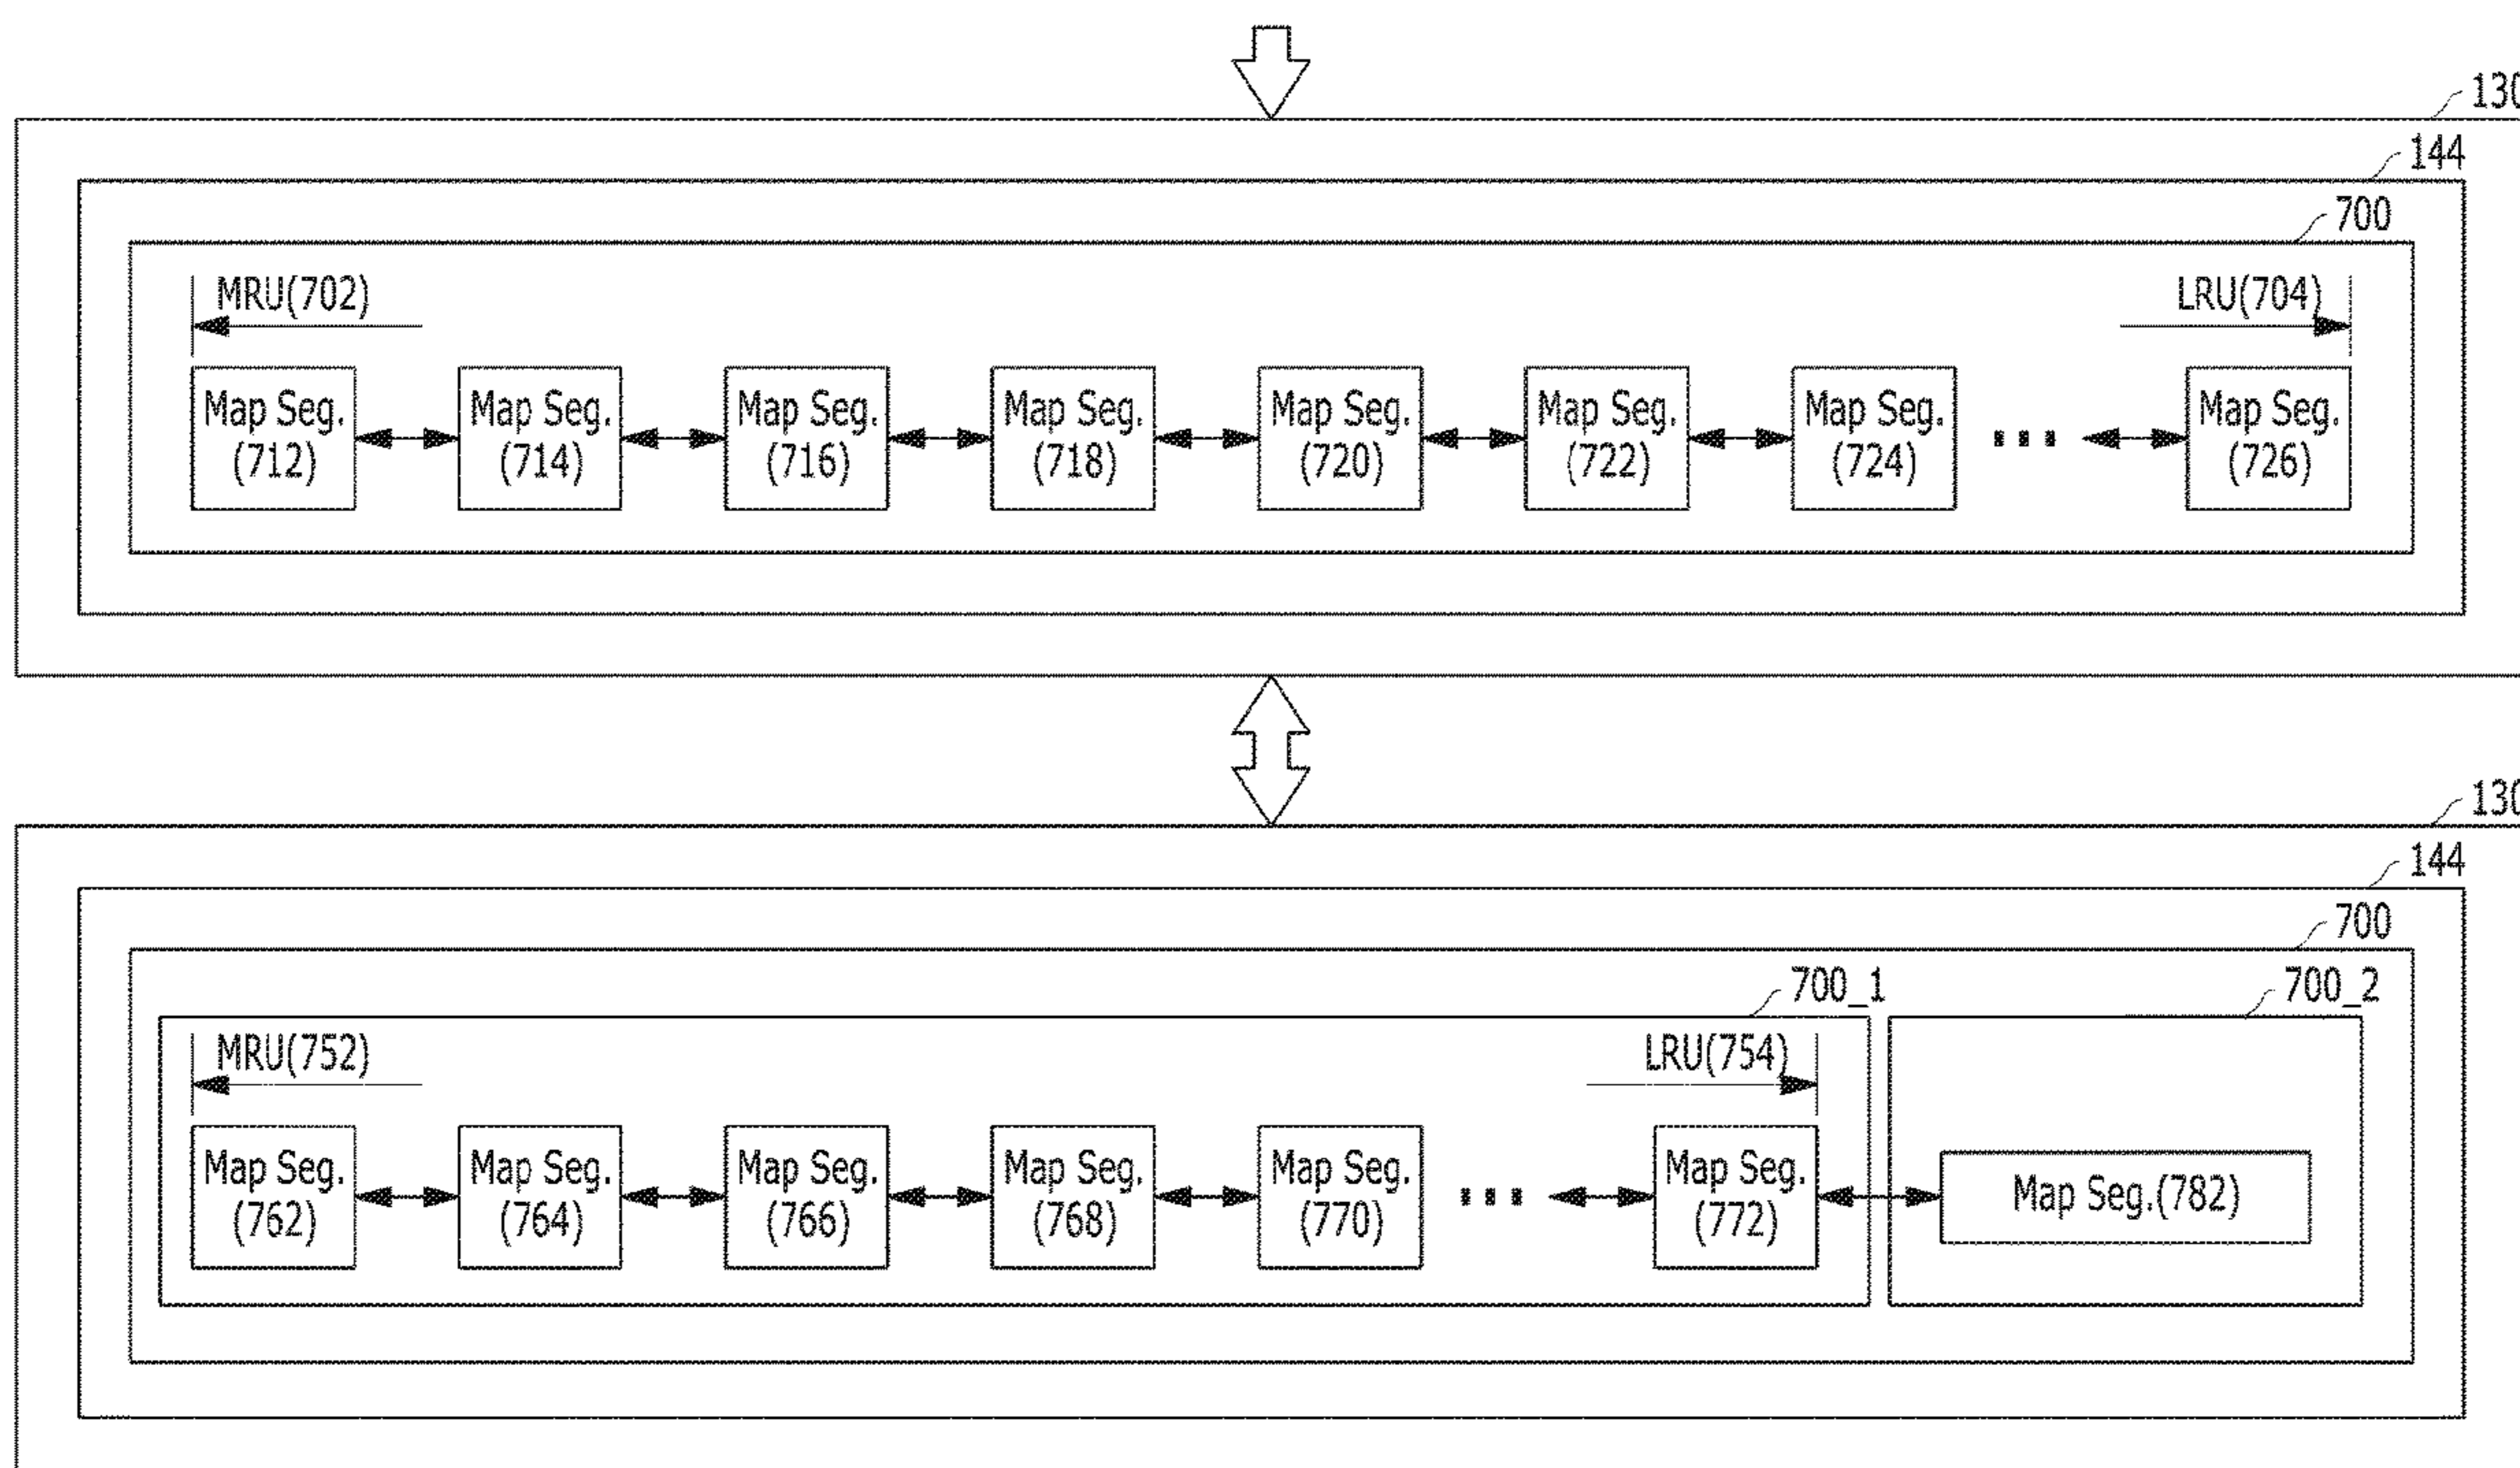 130
144
700
MRU(702)
LRU(704)
Map Seg.
(712)
Map Seg.
(714)
Map Seg.
(716)
Map Seg.
(718)
Map Seg.
(720)
Map Seg.
(722)
Map Seg.
(724)
...
Map Seg.
(726)
130
144
700
700_1
700_2
MRU(752)
LRU(754)
Map Seg.
(762)
Map Seg.
(764)
Map Seg.
(766)
Map Seg.
(768)
Map Seg.
(770)
...
Map Seg.
(772)
Map Seg.(782)